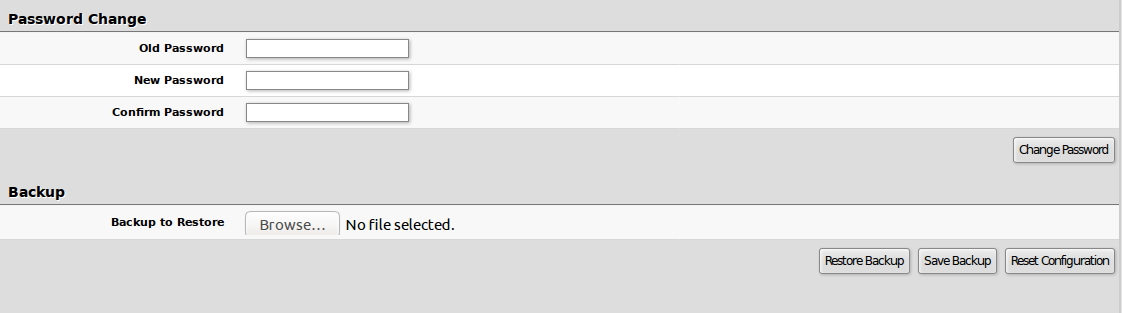 Password Change
Old Password
New Password
Confirm Password
Change Password
Backup
Backup to Restore Browse... No file selected.
Restore Backup Save Backup Reset Configuration